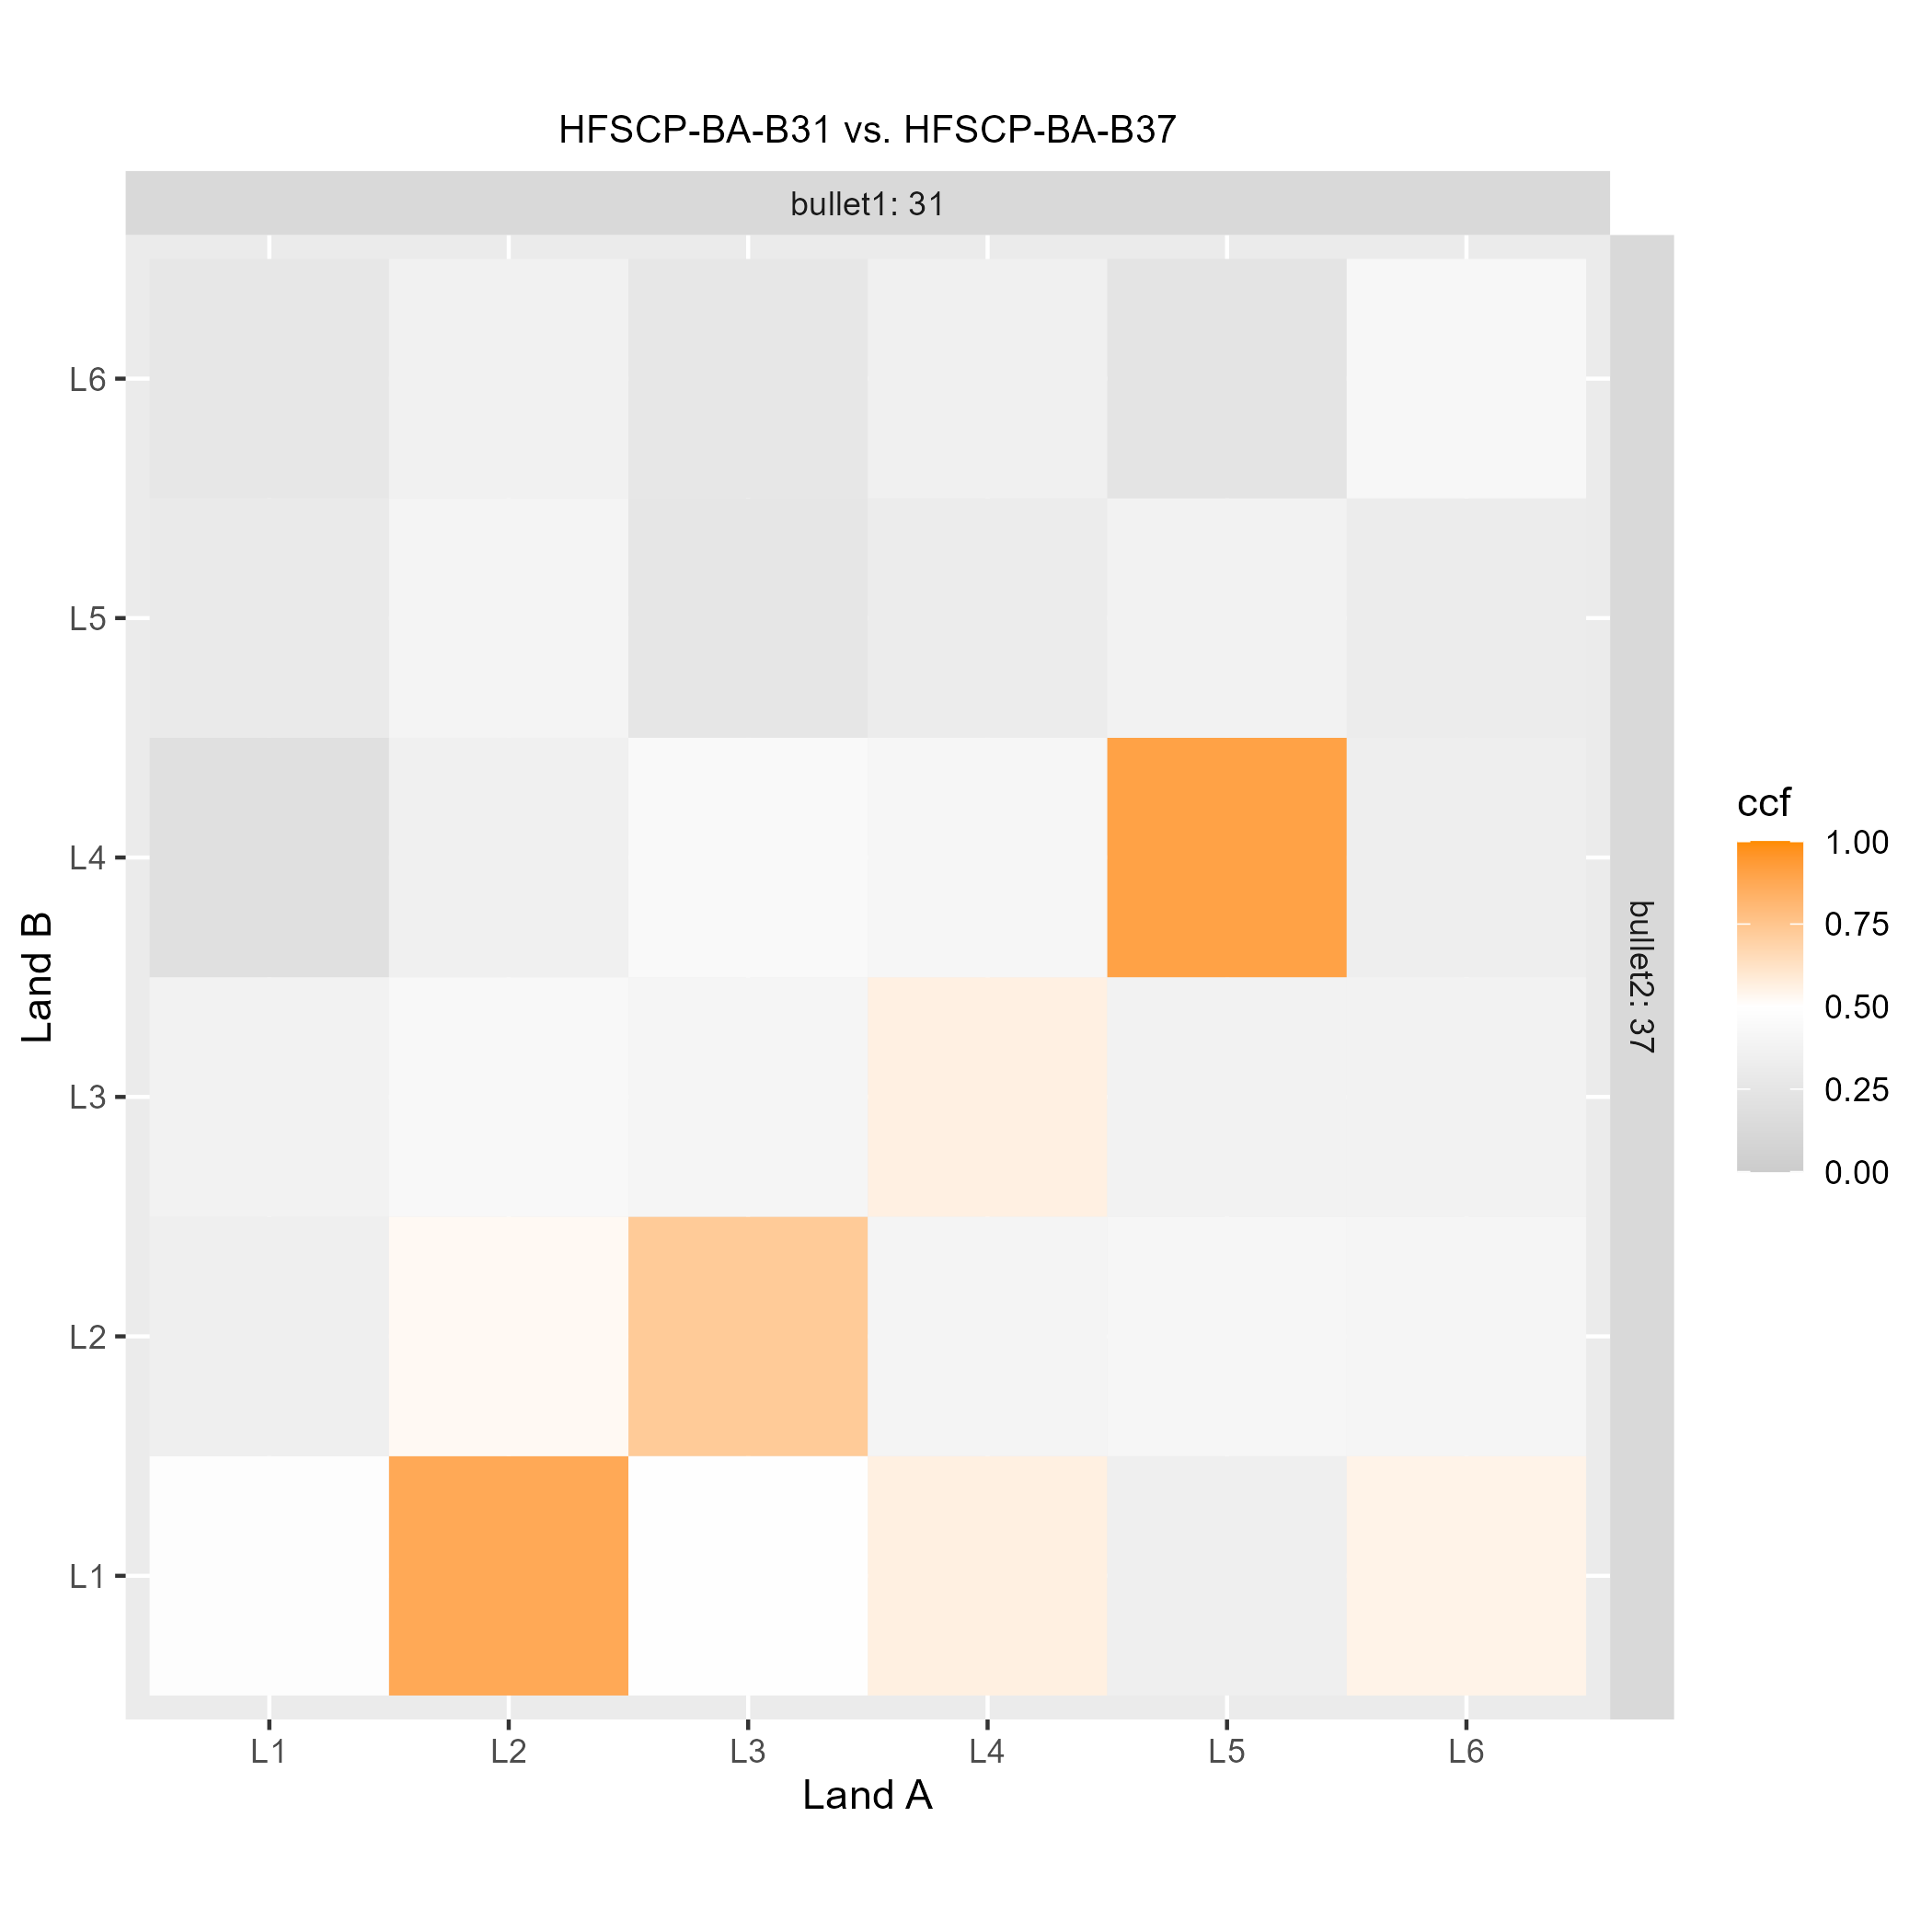 HFSCP-BA-B31 vs. HFSCP-BA-B37
bullet1: 31
L6
L5
L4
L3
L2
L1
Land B
bullet2: 37
L1 L2 L3 L4 L5 L6
Land A
ccf
1.00
0.75
0.50
0.25
0.00